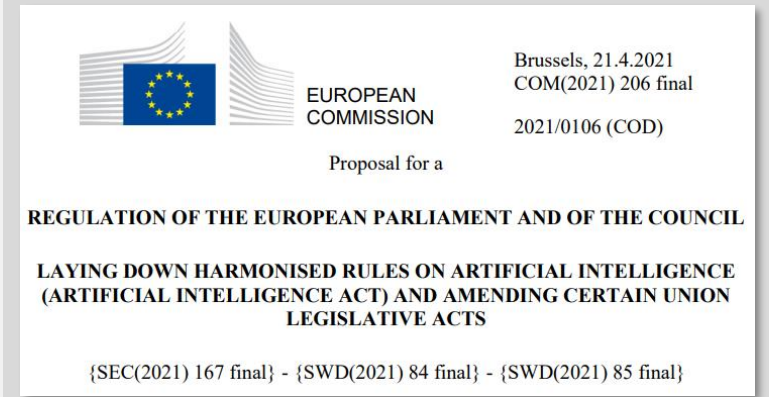 EUROPEAN
COMMISSION
Brussels, 21.4.2021
COM(2021) 206 final
2021/0106 (COD)
Proposal for a
REGULATION OF THE EUROPEAN PARLIAMENT AND OF THE COUNCIL
LAYING DOWN HARMONISED RULES ON ARTIFICIAL INTELLIGENCE
(ARTIFICIAL INTELLIGENCE ACT) AND AMENDING CERTAIN UNION
LEGISLATIVE ACTS
{SEC(2021) 167 final} - {SWD(2021) 84 final} - {SWD(2021) 85 final}